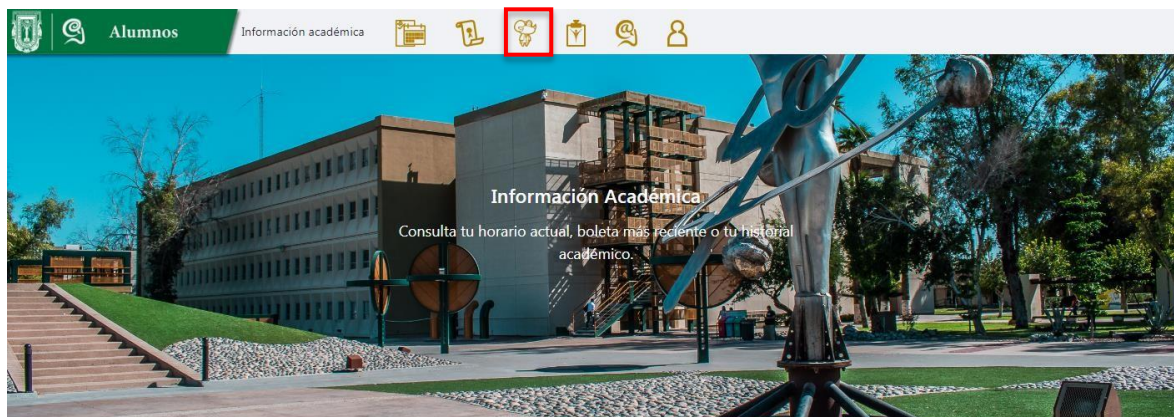 Alumnos
Información académica
Información Académica
Consulta tu horario actual, boleta más reciente o tu historial
académico.